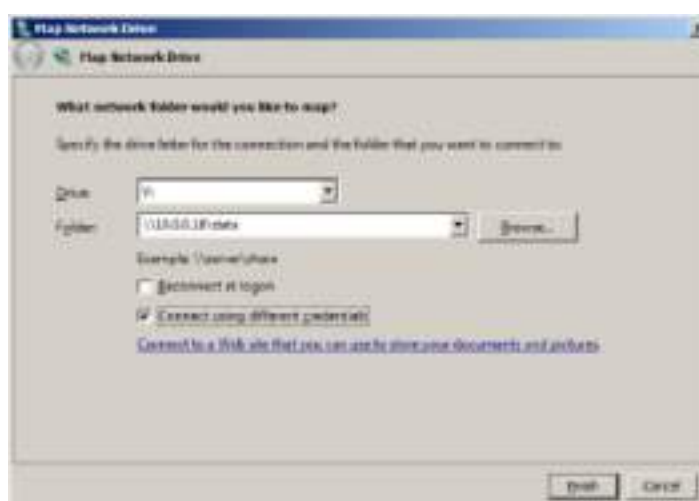 Map Network Drive
Map Network Drive
What network folder would you like to map?
Specify the drive letter for the connection and the folder that you want to connect to:
Drive:
Folder:
Browse...
Example: \\server\share
Reconnect at logon
Connect using different credentials
Connect to a Web site that you can use to store your documents and pictures
Finish Cancel